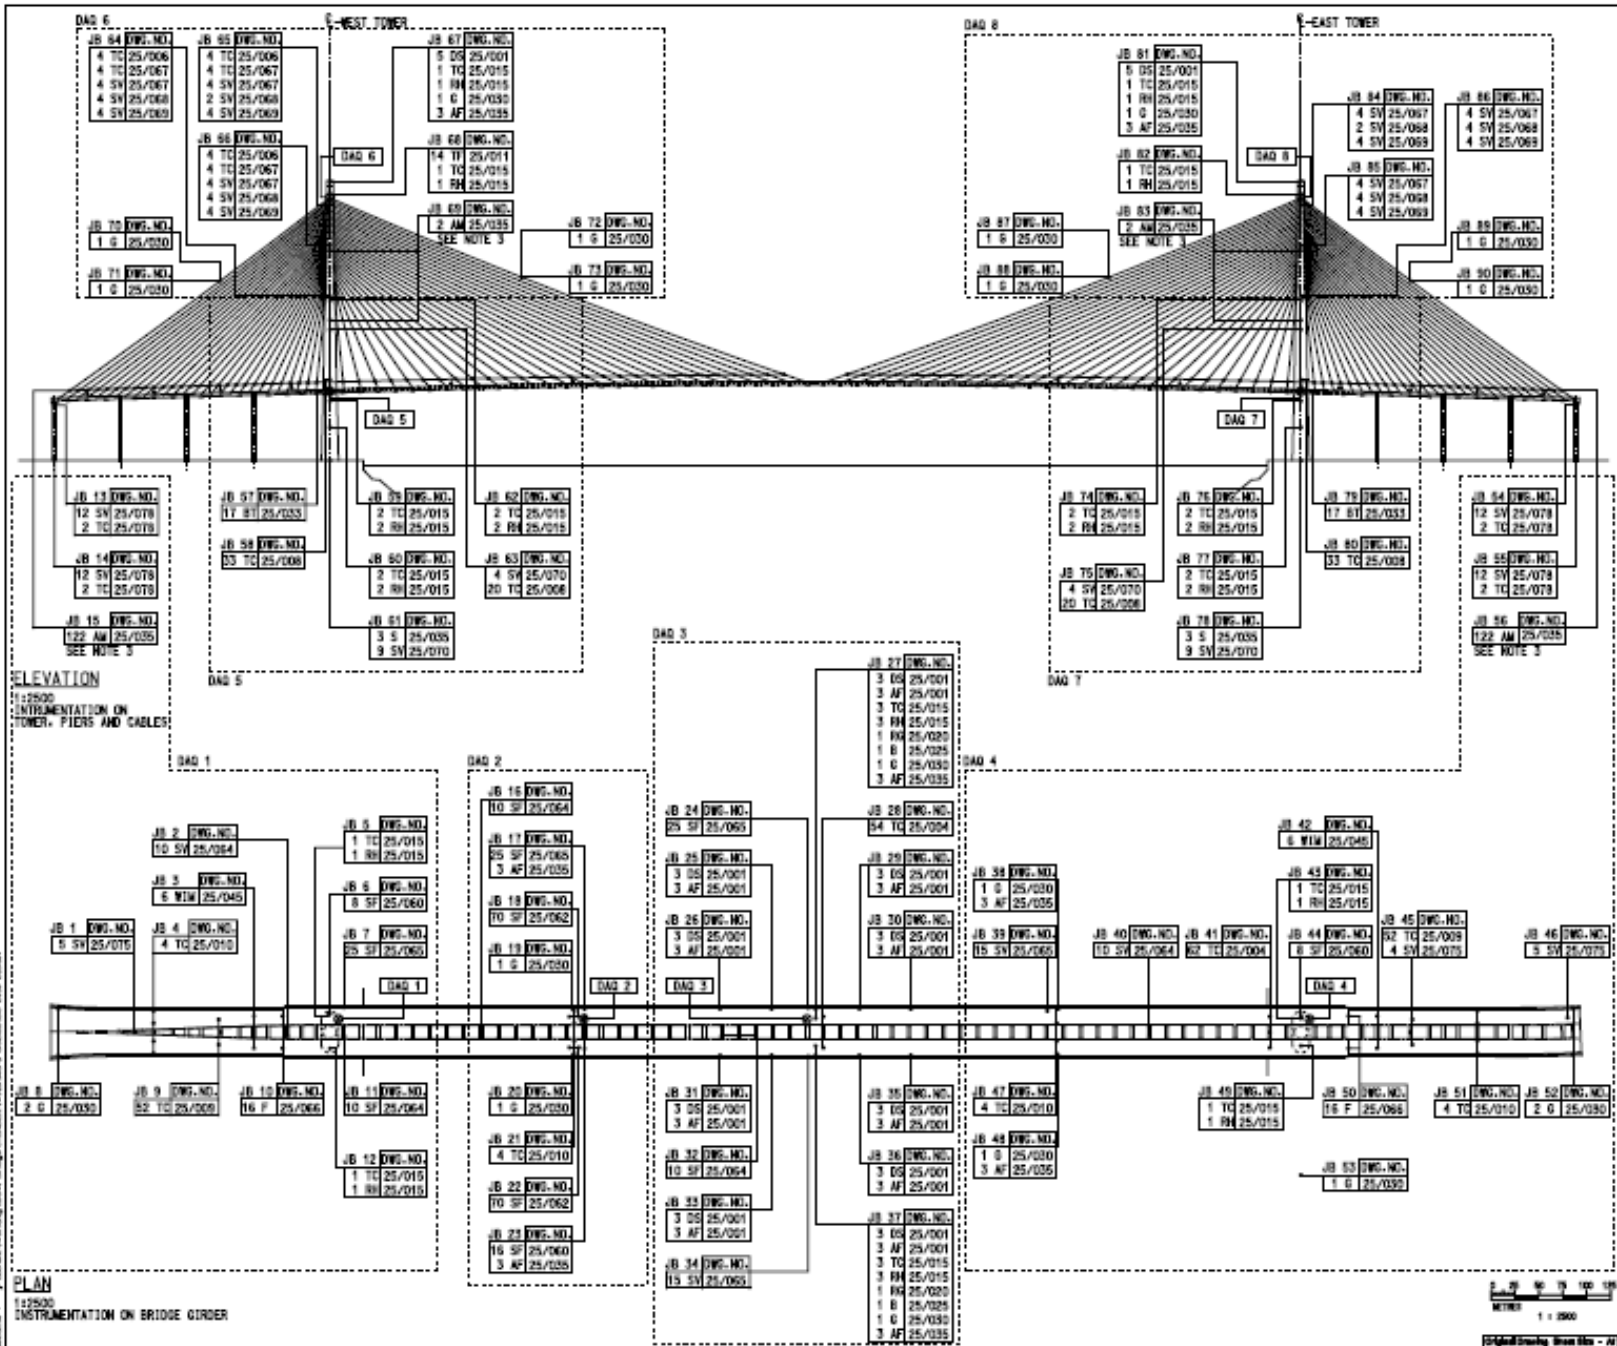 DAQ 6
WEST TOWER
JB 64 DWG.NO.
4 TC 25/006
4 TC 25/067
4 SV 25/067
4 SV 25/068
4 SV 25/069
JB 65 DWG.NO.
4 TC 25/006
4 TC 25/067
4 SV 25/067
2 SV 25/068
4 SV 25/069
JB 67 DWG.NO.
5 DS 25/001
1 TC 25/015
1 RH 25/015
1 G 25/030
3 AF 25/035
JB 66 DWG.NO.
4 TC 25/006
4 TC 25/067
4 SV 25/067
4 SV 25/068
4 SV 25/069
DAQ 6
JB 68 DWG.NO.
14 TF 25/011
1 TC 25/015
1 RH 25/015
JB 69 DWG.NO.
2 AM 25/035
SEE NOTE 3
JB 70 DWG.NO.
1 G 25/030
JB 71 DWG.NO.
1 G 25/030
JB 72 DWG.NO.
1 G 25/030
JB 73 DWG.NO.
1 G 25/030
DAQ 8
EAST TOWER
JB 81 DWG.NO.
5 DS 25/001
1 TC 25/015
1 RH 25/015
1 G 25/030
3 AF 25/035
JB 82 DWG.NO.
1 TC 25/015
1 RH 25/015
JB 83 DWG.NO.
2 AM 25/035
SEE NOTE 3
DAQ 8
JB 84 DWG.NO.
4 SV 25/067
2 SV 25/068
4 SV 25/069
JB 86 DWG.NO.
4 SV 25/067
4 SV 25/068
4 SV 25/069
JB 85 DWG.NO.
4 SV 25/067
4 SV 25/068
4 SV 25/069
JB 87 DWG.NO.
1 G 25/030
JB 88 DWG.NO.
1 G 25/030
JB 89 DWG.NO.
1 G 25/030
JB 90 DWG.NO.
1 G 25/030
DAQ 5
DAQ 7
JB 13 DWG.NO.
12 SV 25/078
2 TC 25/078
JB 14 DWG.NO.
12 SV 25/078
2 TC 25/078
JB 15 DWG.NO.
122 AM 25/035
SEE NOTE 3
JB 57 DWG.NO.
17 BT 25/033
JB 58 DWG.NO.
33 TC 25/008
JB 59 DWG.NO.
2 TC 25/015
2 RH 25/015
JB 60 DWG.NO.
2 TC 25/015
2 RH 25/015
JB 61 DWG.NO.
3 S 25/035
9 SV 25/070
JB 62 DWG.NO.
2 TC 25/015
2 RH 25/015
JB 63 DWG.NO.
4 SV 25/070
20 TC 25/008
JB 74 DWG.NO.
2 TC 25/015
2 RH 25/015
JB 75 DWG.NO.
4 SV 25/070
20 TC 25/008
JB 76 DWG.NO.
2 TC 25/015
2 RH 25/015
JB 77 DWG.NO.
2 TC 25/015
2 RH 25/015
JB 78 DWG.NO.
3 S 25/035
9 SV 25/070
JB 79 DWG.NO.
17 BT 25/033
JB 80 DWG.NO.
33 TC 25/008
JB 54 DWG.NO.
12 SV 25/078
2 TC 25/078
JB 55 DWG.NO.
12 SV 25/078
2 TC 25/078
JB 56 DWG.NO.
122 AM 25/035
SEE NOTE 3
DAQ 5
DAQ 7
ELEVATION
1:2500
INTRUMENTATION ON
TOWER, PIERS AND CABLES
DAQ 1
JB 1 DWG.NO.
5 SV 25/075
JB 2 DWG.NO.
10 SV 25/064
JB 3 DWG.NO.
6 WIM 25/045
JB 4 DWG.NO.
4 TC 25/010
JB 5 DWG.NO.
1 TC 25/015
1 RH 25/015
JB 6 DWG.NO.
8 SF 25/060
JB 7 DWG.NO.
25 SF 25/065
DAQ 1
JB 8 DWG.NO.
2 G 25/030
JB 9 DWG.NO.
52 TC 25/009
JB 10 DWG.NO.
16 F 25/066
JB 11 DWG.NO.
10 SF 25/064
JB 12 DWG.NO.
1 TC 25/015
1 RH 25/015
DAQ 2
JB 16 DWG.NO.
10 SF 25/064
JB 17 DWG.NO.
25 SF 25/065
3 AF 25/035
JB 18 DWG.NO.
70 SF 25/062
JB 19 DWG.NO.
1 G 25/030
DAQ 2
JB 20 DWG.NO.
1 G 25/030
JB 21 DWG.NO.
4 TC 25/010
JB 22 DWG.NO.
70 SF 25/062
JB 23 DWG.NO.
16 SF 25/060
3 AF 25/035
DAQ 3
JB 27 DWG.NO.
3 DS 25/001
3 AF 25/001
3 TC 25/015
3 RH 25/015
1 RG 25/020
1 B 25/025
1 G 25/030
3 AF 25/035
JB 24 DWG.NO.
25 SF 25/065
JB 25 DWG.NO.
3 DS 25/001
3 AF 25/001
JB 26 DWG.NO.
3 DS 25/001
3 AF 25/001
DAQ 3
JB 28 DWG.NO.
54 TC 25/004
JB 29 DWG.NO.
3 DS 25/001
3 AF 25/001
JB 30 DWG.NO.
3 DS 25/001
3 AF 25/001
JB 31 DWG.NO.
3 DS 25/001
3 AF 25/001
JB 32 DWG.NO.
10 SF 25/064
JB 33 DWG.NO.
3 DS 25/001
3 AF 25/001
JB 34 DWG.NO.
15 SV 25/065
JB 35 DWG.NO.
3 DS 25/001
3 AF 25/001
JB 36 DWG.NO.
3 DS 25/001
3 AF 25/001
JB 37 DWG.NO.
3 DS 25/001
3 AF 25/001
3 TC 25/015
3 RH 25/015
1 RG 25/020
1 B 25/025
1 G 25/030
3 AF 25/035
DAQ 4
JB 38 DWG.NO.
1 G 25/030
3 AF 25/035
JB 39 DWG.NO.
15 SV 25/065
JB 40 DWG.NO.
10 SV 25/064
JB 41 DWG.NO.
62 TC 25/004
JB 42 DWG.NO.
6 WIM 25/045
JB 43 DWG.NO.
1 TC 25/015
1 RH 25/015
JB 44 DWG.NO.
8 SF 25/060
JB 45 DWG.NO.
52 TC 25/009
4 SV 25/075
JB 46 DWG.NO.
5 SV 25/075
DAQ 4
JB 47 DWG.NO.
4 TC 25/010
JB 48 DWG.NO.
1 G 25/030
3 AF 25/035
JB 49 DWG.NO.
1 TC 25/015
1 RH 25/015
JB 50 DWG.NO.
16 F 25/066
JB 51 DWG.NO.
4 TC 25/010
JB 52 DWG.NO.
2 G 25/030
JB 53 DWG.NO.
1 G 25/030
PLAN
1:2500
INSTRUMENTATION ON BRIDGE GIRDER
0 25 50 75 100 125
METRES
1 : 2500
Original Drawing Sheet Size - A1